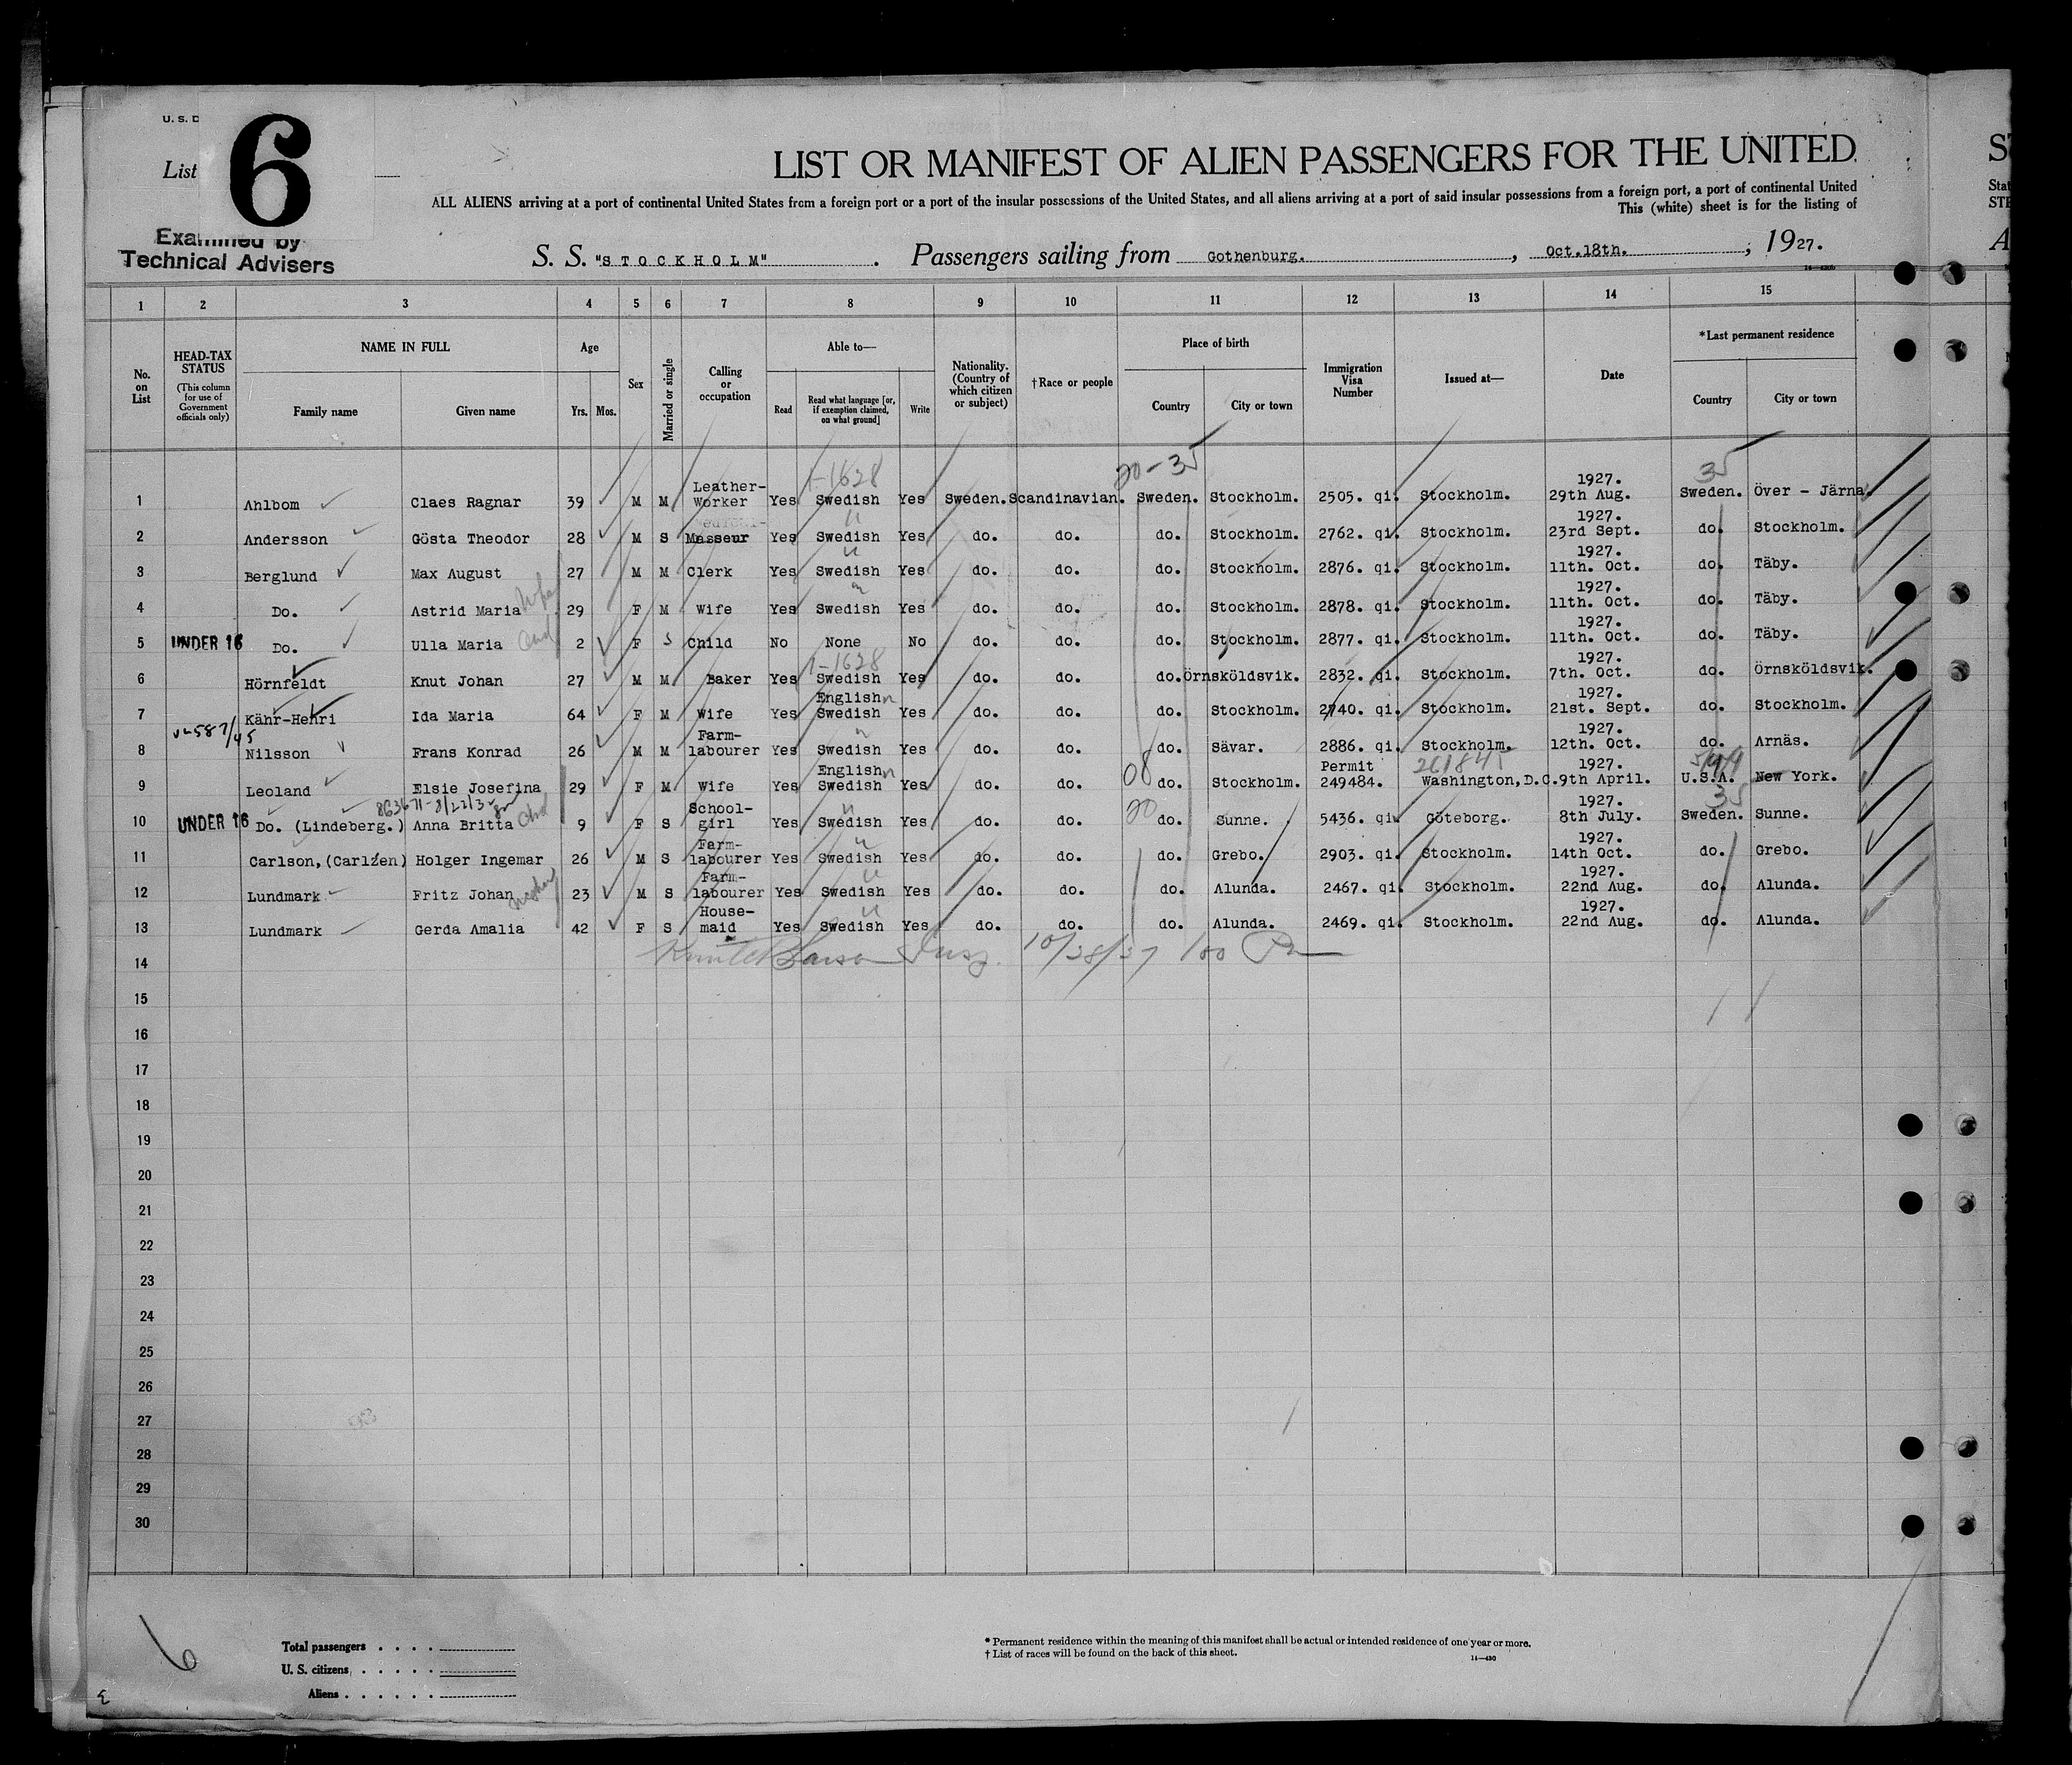 U. S. D
List
6
Examined by
Technical Advisers
LIST OR MANIFEST OF ALIEN PASSENGERS FOR THE UNITED
ALL ALIENS arriving at a port of continental United States from a foreign port or a port of the insular possessions of the United States, and all aliens arriving at a port of said insular possessions from a foreign port, a port of continental United
This (white) sheet is for the listing of
S. S. "STOCKHOLM". Passengers sailing from Gothenburg., Oct.18th., 1927.
1 2 3 4 5 6 7 8 9 10 11 12 13 14 15
No. on List
HEAD-TAX STATUS
(This column for use of Government officials only)
NAME IN FULL
Family name Given name
Age
Yrs. Mos.
Sex
Married or single
Calling or occupation
Able to—
Read
Read what language [or, if exemption claimed, on what ground]
Write
Nationality. (Country of which citizen or subject)
†Race or people
Place of birth
Country City or town
Immigration Visa Number
Issued at—
Date
*Last permanent residence
Country City or town
20-35 35
1-1628
1 Ahlbom Claes Ragnar 39 M M Leather-Worker Yes Swedish Yes Sweden. Scandinavian. Sweden. Stockholm. 2505. qi. Stockholm. 1927. 29th Aug. Sweden. Över - Järna.
2 Andersson Gösta Theodor 28 M S Masseur Yes Swedish Yes do. do. do. Stockholm. 2762. qi. Stockholm. 1927. 23rd Sept. do. Stockholm.
3 Berglund Max August 27 M M Clerk Yes Swedish Yes do. do. do. Stockholm. 2876. qi. Stockholm. 1927. 11th. Oct. do. Täby.
4 Do. Astrid Maria wife 29 F M Wife Yes Swedish Yes do. do. do. Stockholm. 2878. qi. Stockholm. 1927. 11th. Oct. do. Täby.
5 UNDER 16 Do. Ulla Maria 2 F S Child No None No do. do. do. Stockholm. 2877. qi. Stockholm. 1927. 11th. Oct. do. Täby.
1-1628
6 Hörnfeldt Knut Johan 27 M M Baker Yes Swedish Yes do. do. do. Örnsköldsvik. 2832. qi. Stockholm. 1927. 7th. Oct. do. Örnsköldsvik.
7 Kähr-Henri Ida Maria 64 F M Wife Yes English Swedish Yes do. do. do. Stockholm. 2740. qi. Stockholm. 1927. 21st. Sept. do. Stockholm.
8 Nilsson Frans Konrad 26 M M Farm-labourer Yes Swedish Yes do. do. do. Sävar. 2886. qi. Stockholm. 1927. 12th. Oct. do. Arnäs.
261845
9 Leoland Elsie Josefina 29 F M Wife Yes English Swedish Yes do. do. 08 do. Stockholm. Permit 249484. Washington,D.C. 1927. 9th April. U.S.A. New York.
35
10 UNDER 16 Do. (Lindeberg.) Anna Britta 9 F S School-girl Yes Swedish Yes do. do. 20 do. Sunne. 5436. qi. Göteborg. 1927. 8th July. Sweden. Sunne.
11 Carlson,(Carlzen) Holger Ingemar 26 M S Farm-labourer Yes Swedish Yes do. do. do. Grebo. 2903. qi. Stockholm. 1927. 14th Oct. do. Grebo.
12 Lundmark Fritz Johan 23 M S Farm-labourer Yes Swedish Yes do. do. do. Alunda. 2467. qi. Stockholm. 1927. 22nd Aug. do. Alunda.
13 Lundmark Gerda Amalia 42 F S House-maid Yes Swedish Yes do. do. do. Alunda. 2469. qi. Stockholm. 1927. 22nd Aug. do. Alunda.
14
15
16
17
18
19
20
21
22
23
24
25
26
27
28
29
30
6
Total passengers . . . .
U. S. citizens . . . . .
Aliens . . . . . .
* Permanent residence within the meaning of this manifest shall be actual or intended residence of one year or more.
† List of races will be found on the back of this sheet.